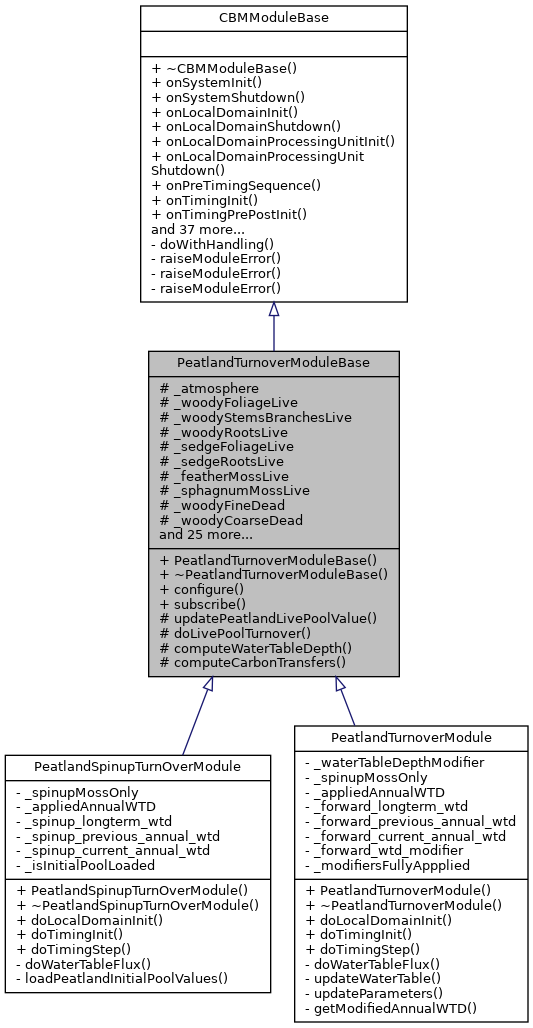 CBMModuleBase
+ ~CBMModuleBase()
+ onSystemInit()
+ onSystemShutdown()
+ onLocalDomainInit()
+ onLocalDomainShutdown()
+ onLocalDomainProcessingUnitInit()
+ onLocalDomainProcessingUnit
Shutdown()
+ onPreTimingSequence()
+ onTimingInit()
+ onTimingPrePostInit()
and 37 more...
- doWithHandling()
- raiseModuleError()
- raiseModuleError()
- raiseModuleError()
PeatlandTurnoverModuleBase
# _atmosphere
# _woodyFoliageLive
# _woodyStemsBranchesLive
# _woodyRootsLive
# _sedgeFoliageLive
# _sedgeRootsLive
# _featherMossLive
# _sphagnumMossLive
# _woodyFineDead
# _woodyCoarseDead
and 25 more...
+ PeatlandTurnoverModuleBase()
+ ~PeatlandTurnoverModuleBase()
+ configure()
+ subscribe()
# updatePeatlandLivePoolValue()
# doLivePoolTurnover()
# computeWaterTableDepth()
# computeCarbonTransfers()
PeatlandSpinupTurnOverModule
- _spinupMossOnly
- _appliedAnnualWTD
- _spinup_longterm_wtd
- _spinup_previous_annual_wtd
- _spinup_current_annual_wtd
- _isInitialPoolLoaded
+ PeatlandSpinupTurnOverModule()
+ ~PeatlandSpinupTurnOverModule()
+ doLocalDomainInit()
+ doTimingInit()
+ doTimingStep()
- doWaterTableFlux()
- loadPeatlandInitialPoolValues()
PeatlandTurnoverModule
- _waterTableDepthModifier
- _spinupMossOnly
- _appliedAnnualWTD
- _forward_longterm_wtd
- _forward_previous_annual_wtd
- _forward_current_annual_wtd
- _forward_wtd_modifier
- _modifiersFullyAppplied
+ PeatlandTurnoverModule()
+ ~PeatlandTurnoverModule()
+ doLocalDomainInit()
+ doTimingInit()
+ doTimingStep()
- doWaterTableFlux()
- updateWaterTable()
- updateParameters()
- getModifiedAnnualWTD()